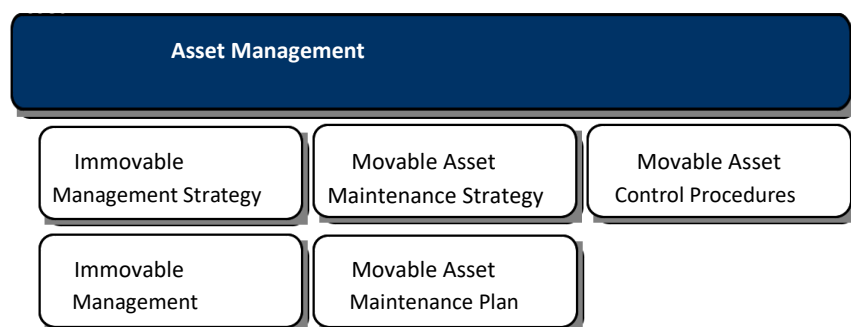 Asset Management
Immovable
Management Strategy
Movable Asset
Maintenance Strategy
Movable Asset
Control Procedures
Immovable
Management
Movable Asset
Maintenance Plan